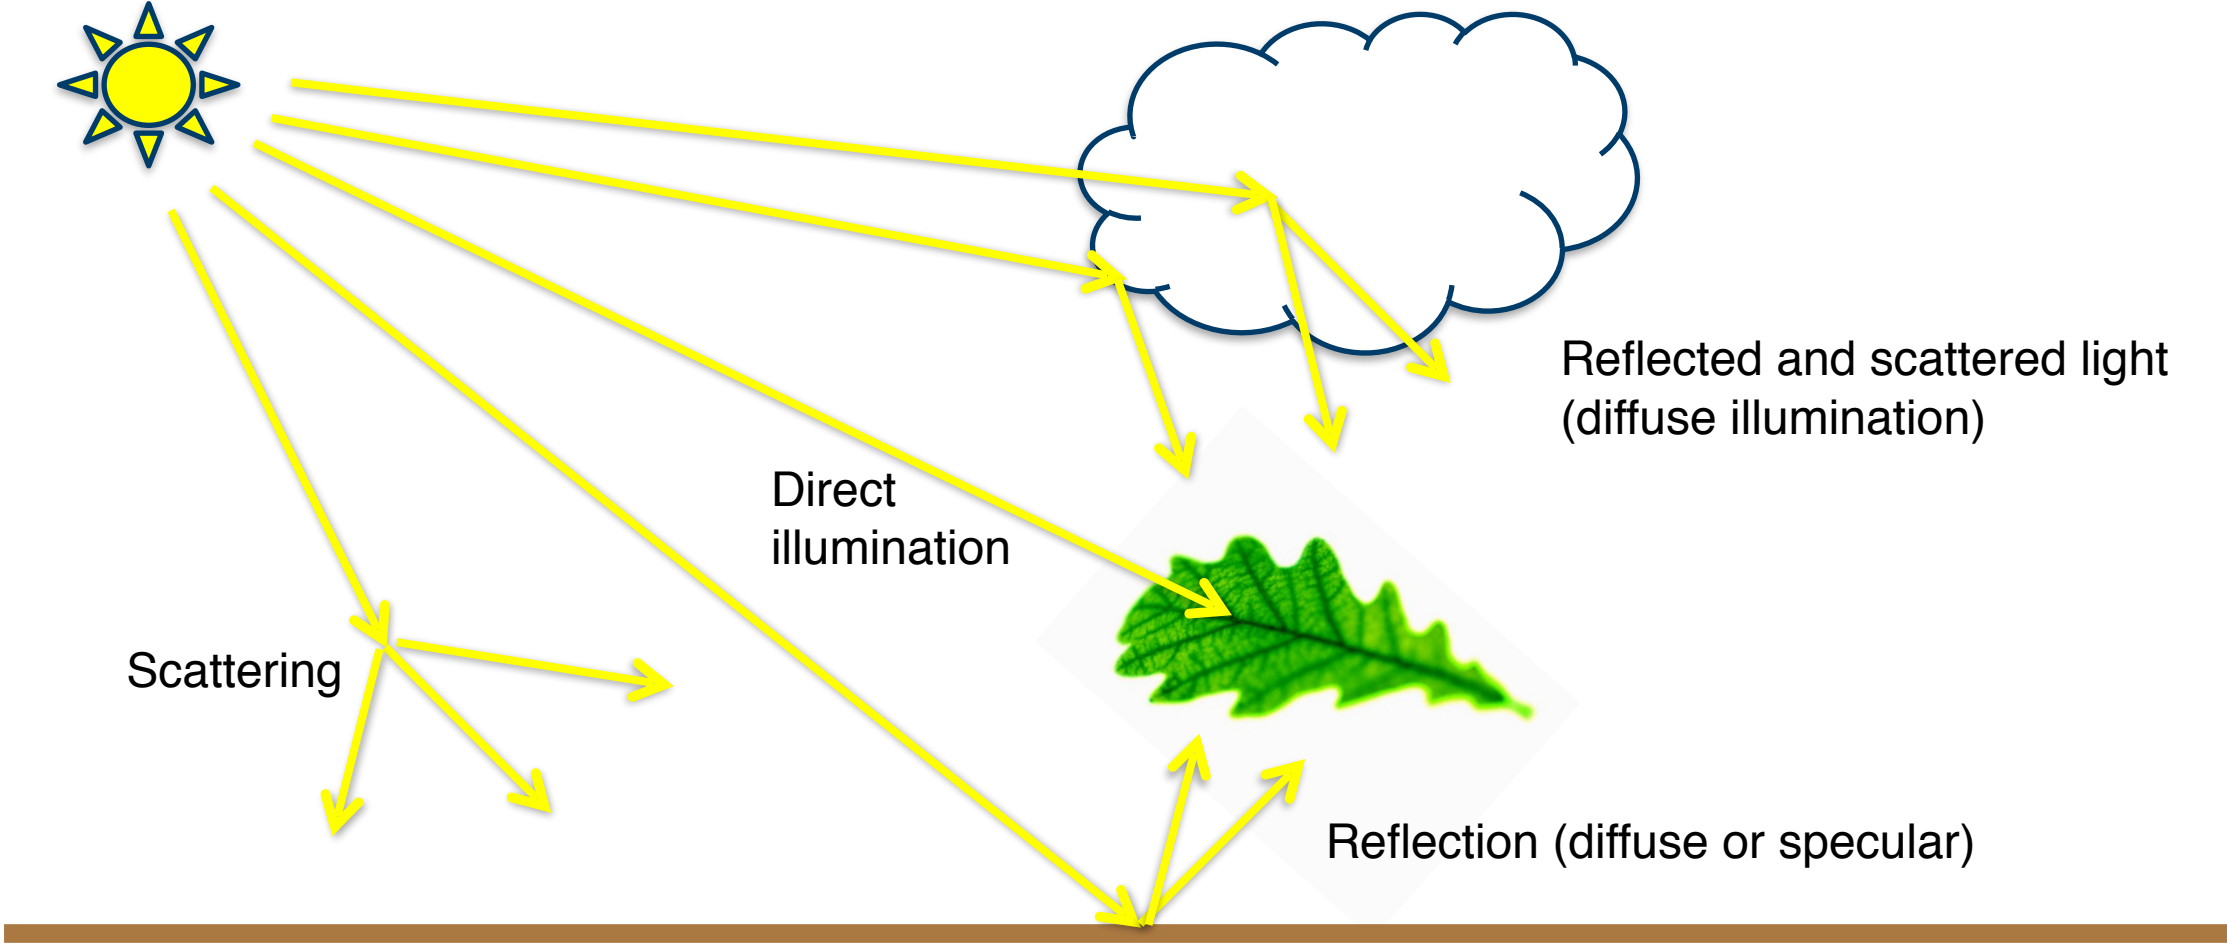 Reflected and scattered light
(diffuse illumination)
Direct
illumination
Scattering
Reflection (diffuse or specular)